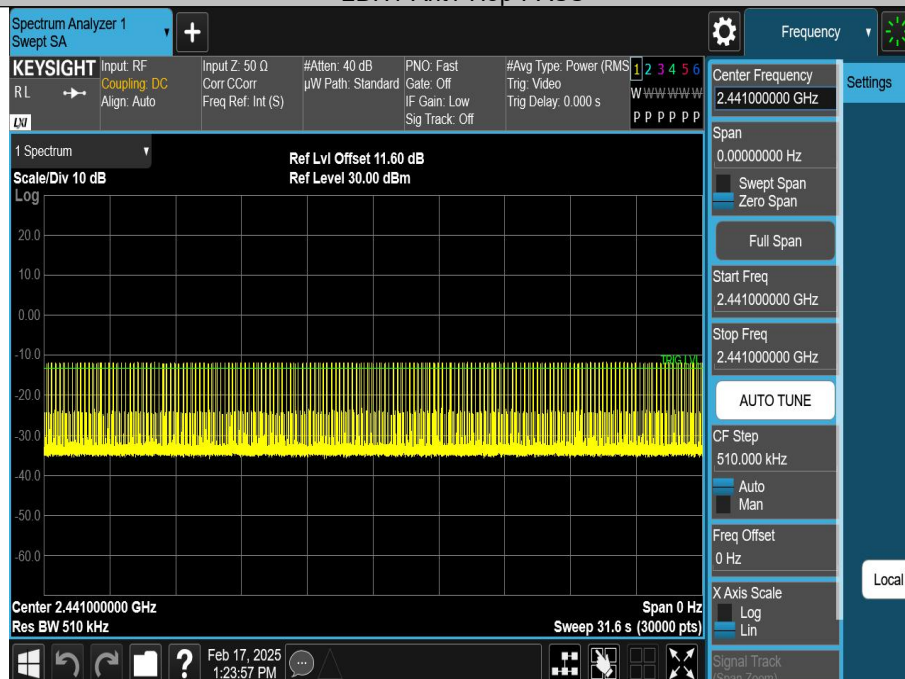 Spectrum Analyzer 1
Swept SA
+
Frequency
KEYSIGHT
RL
LXI
Input: RF
Coupling: DC
Align: Auto
Input Z: 50 Ω
Corr CCorr
Freq Ref: Int (S)
#Atten: 40 dB
µW Path: Standard
PNO: Fast
Gate: Off
IF Gain: Low
Sig Track: Off
#Avg Type: Power (RMS
Trig: Video
Trig Delay: 0.000 s
1 2 3 4 5 6
W W W W W W
P P P P P P
1 Spectrum
Scale/Div 10 dB
Log
Ref Lvl Offset 11.60 dB
Ref Level 30.00 dBm
20.0
10.0
0.00
-10.0
-20.0
-30.0
-40.0
-50.0
-60.0
TRIG LVL
Center 2.441000000 GHz
Res BW 510 kHz
Span 0 Hz
Sweep 31.6 s (30000 pts)
Center Frequency
2.441000000 GHz
Span
0.00000000 Hz
Swept Span
Zero Span
Full Span
Start Freq
2.441000000 GHz
Stop Freq
2.441000000 GHz
AUTO TUNE
CF Step
510.000 kHz
Auto
Man
Freq Offset
0 Hz
X Axis Scale
Log
Lin
Signal Track
(Span Zoom)
Settings
Local
?
Feb 17, 2025
1:23:57 PM